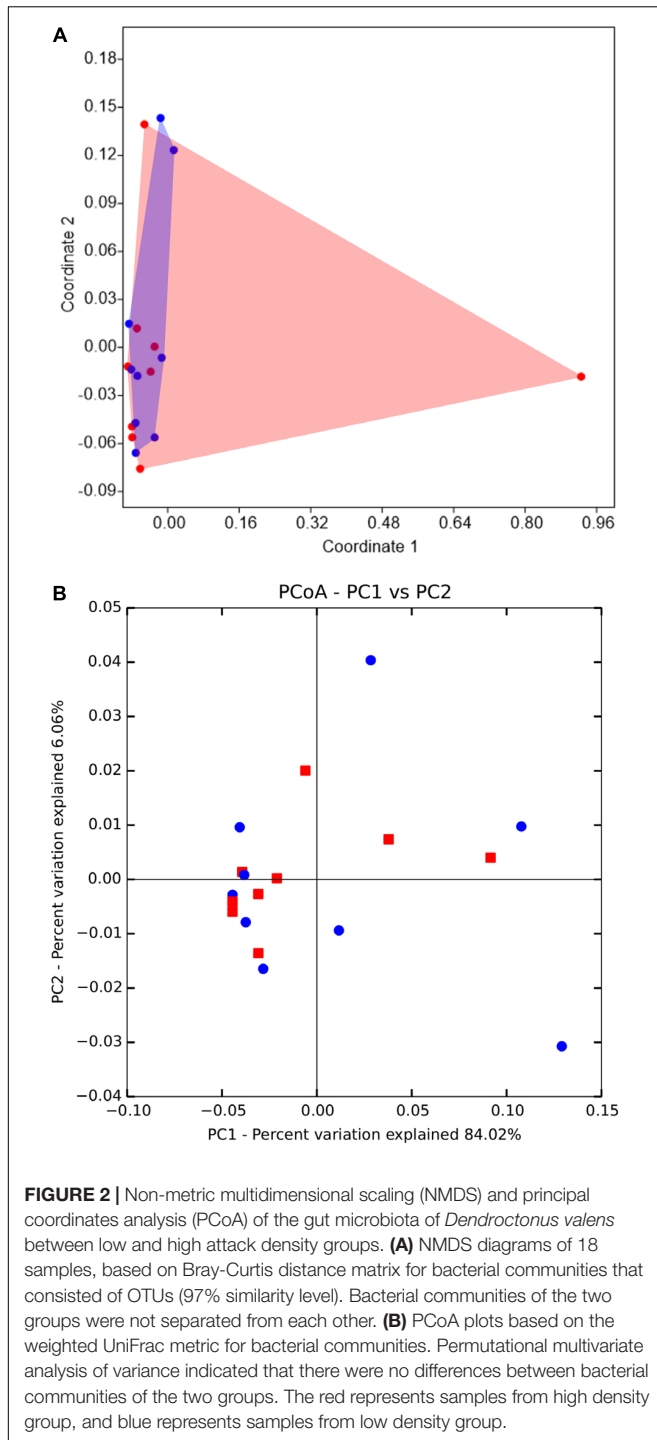 A
0.18
0.15
0.12
0.09
0.06
0.03
0.00
-0.03
-0.06
-0.09
Coordinate 2
0.00 0.16 0.32 0.48 0.64 0.80 0.96
Coordinate 1
B
PCoA - PC1 vs PC2
0.05
0.04
0.03
0.02
0.01
0.00
−0.01
−0.02
−0.03
−0.04
PC2 - Percent variation explained 6.06%
−0.10 −0.05 0.00 0.05 0.10 0.15
PC1 - Percent variation explained 84.02%
FIGURE 2 | Non-metric multidimensional scaling (NMDS) and principal
coordinates analysis (PCoA) of the gut microbiota of Dendroctonus valens
between low and high attack density groups. (A) NMDS diagrams of 18
samples, based on Bray-Curtis distance matrix for bacterial communities that
consisted of OTUs (97% similarity level). Bacterial communities of the two
groups were not separated from each other. (B) PCoA plots based on the
weighted UniFrac metric for bacterial communities. Permutational multivariate
analysis of variance indicated that there were no differences between bacterial
communities of the two groups. The red represents samples from high density
group, and blue represents samples from low density group.